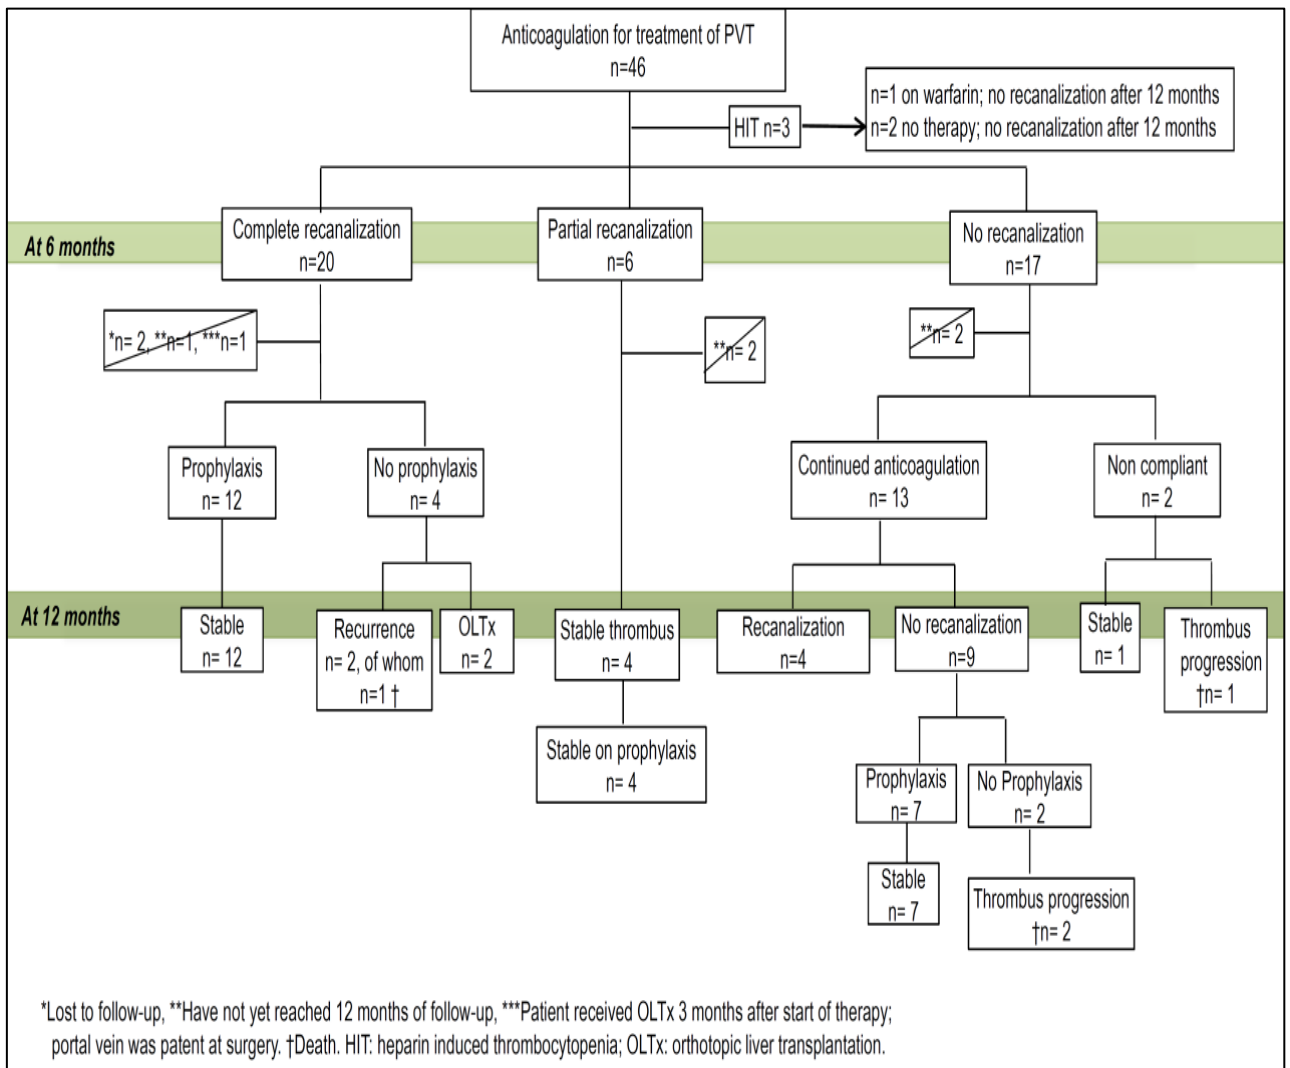 Anticoagulation for treatment of PVT
n=46
HIT n=3
n=1 on warfarin; no recanalization after 12 months
n=2 no therapy; no recanalization after 12 months
At 6 months
Complete recanalization
n=20
Partial recanalization
n=6
No recanalization
n=17
*n= 2, **n=1, ***n=1
**n= 2
**n= 2
Prophylaxis
n= 12
No prophylaxis
n= 4
Continued anticoagulation
n= 13
Non compliant
n= 2
At 12 months
Stable
n= 12
Recurrence
n= 2, of whom
n=1 †
OLTx
n= 2
Stable thrombus
n= 4
Recanalization
n=4
No recanalization
n=9
Stable
n= 1
Thrombus
progression
†n= 1
Stable on prophylaxis
n= 4
Prophylaxis
n= 7
No Prophylaxis
n= 2
Stable
n= 7
Thrombus progression
†n= 2
*Lost to follow-up, **Have not yet reached 12 months of follow-up, ***Patient received OLTx 3 months after start of therapy;
portal vein was patent at surgery. †Death. HIT: heparin induced thrombocytopenia; OLTx: orthotopic liver transplantation.